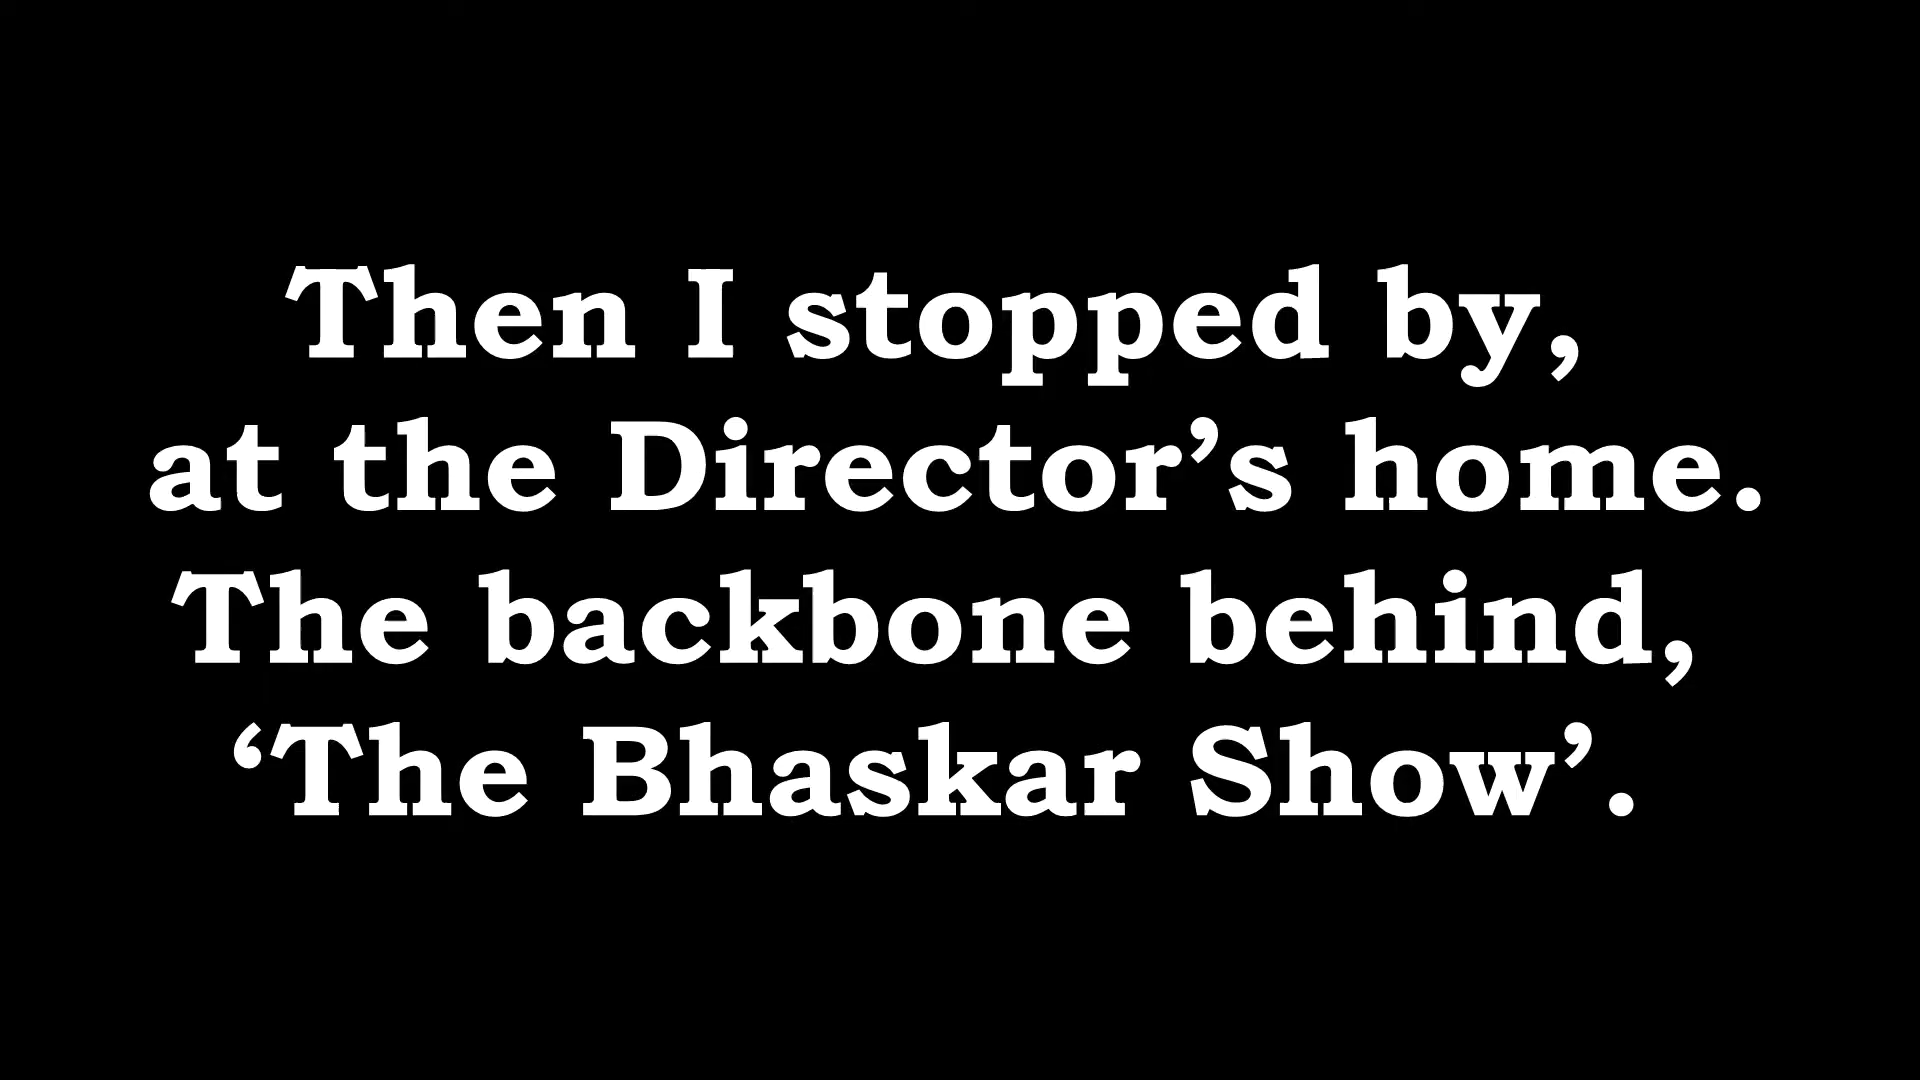 Then I stopped by,
at the Director’s home.
The backbone behind,
‘The Bhaskar Show’.